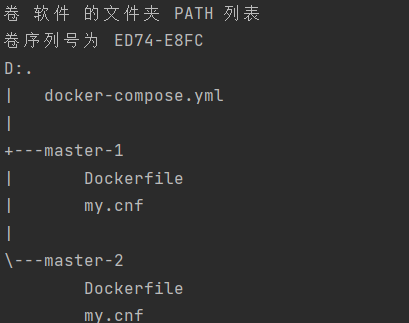 卷 软件 的文件夹 PATH 列表
卷序列号为 ED74-E8FC
D:.
|   docker-compose.yml
|
+---master-1
|       Dockerfile
|       my.cnf
|
\---master-2
        Dockerfile
        my.cnf